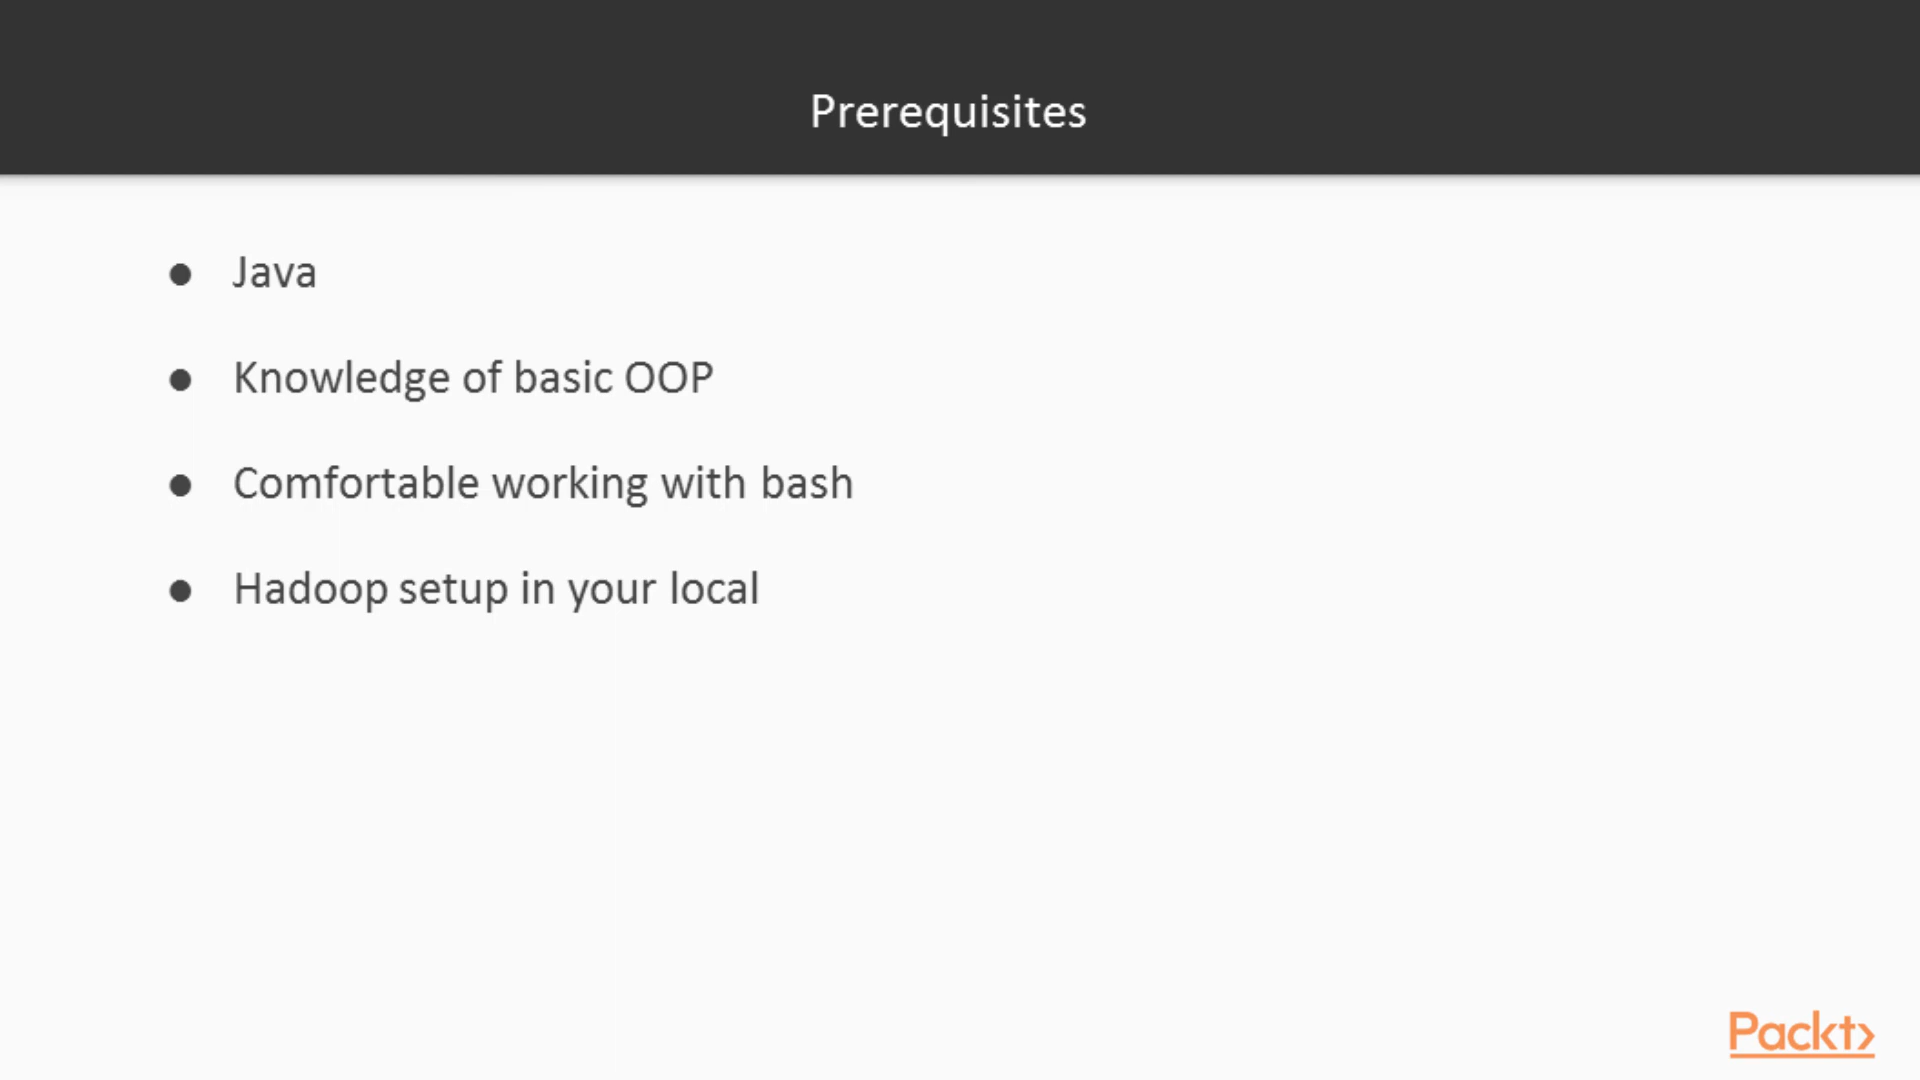 Prerequisites
● Java
● Knowledge of basic OOP
● Comfortable working with bash
● Hadoop setup in your local
Packt>